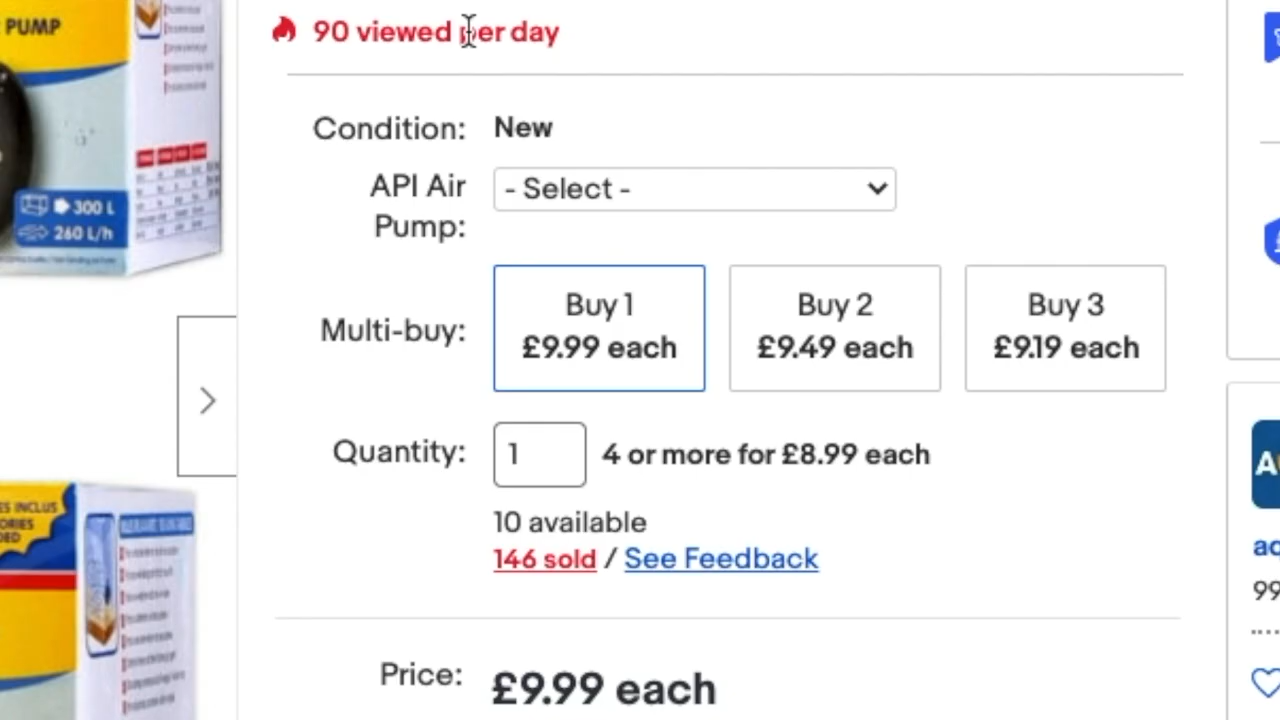 PUMP
300 L
260 L/h
90 viewed per day
Condition: New
API Air Pump: - Select -
Multi-buy:
Buy 1
£9.99 each
Buy 2
£9.49 each
Buy 3
£9.19 each
Quantity: 1 4 or more for £8.99 each
10 available
146 sold / See Feedback
Price: £9.99 each